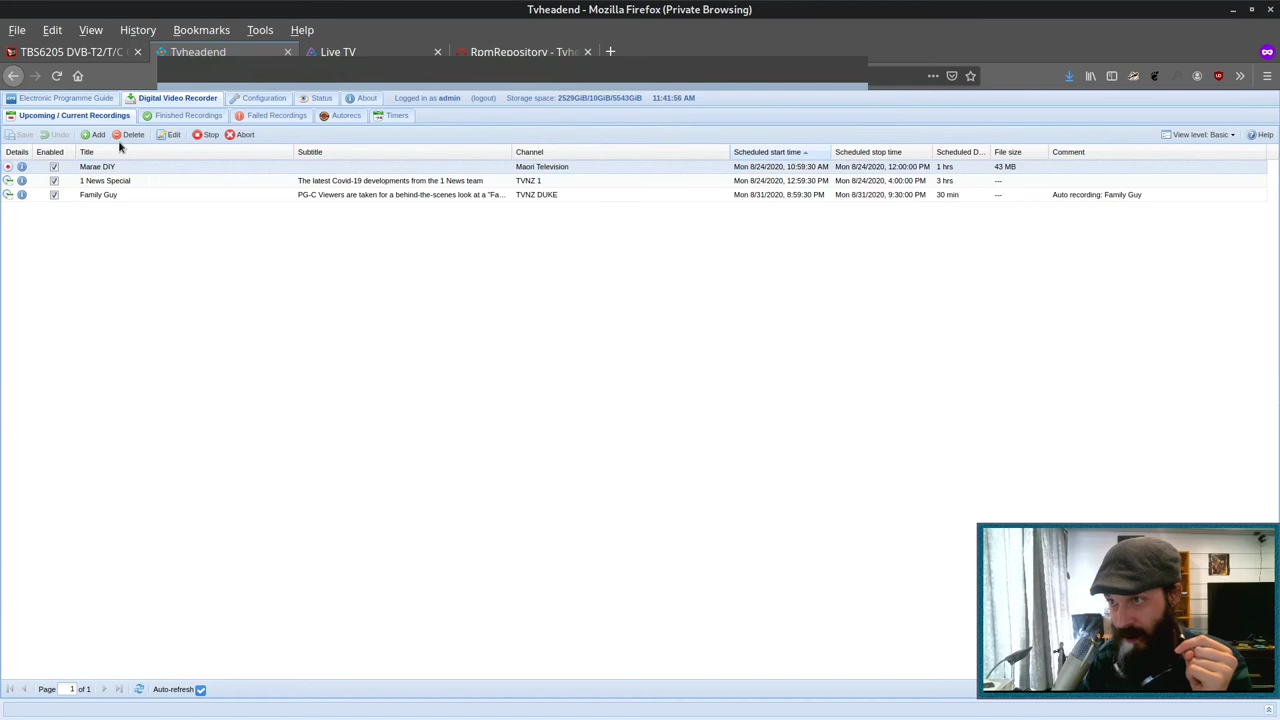 Tvheadend - Mozilla Firefox (Private Browsing)
File Edit View History Bookmarks Tools Help
TBS6205 DVB-T2/T/C Tvheadend Live TV RpmRepository - Tvhe
Electronic Programme Guide Digital Video Recorder Configuration Status About Logged in as admin (logout) Storage space: 2529GiB/10GiB/5543GiB 11:41:56 AM
Upcoming / Current Recordings Finished Recordings Failed Recordings Autorecs Timers
Save Undo Add Delete Edit Stop Abort View level: Basic Help
Details Enabled Title Subtitle Channel Scheduled start time Scheduled stop time Scheduled D... File size Comment
Marae DIY Maori Television Mon 8/24/2020, 10:59:30 AM Mon 8/24/2020, 12:00:00 PM 1 hrs 43 MB
1 News Special The latest Covid-19 developments from the 1 News team TVNZ 1 Mon 8/24/2020, 12:59:30 PM Mon 8/24/2020, 4:00:00 PM 3 hrs ---
Family Guy PG-C Viewers are taken for a behind-the-scenes look at a "Fa... TVNZ DUKE Mon 8/31/2020, 8:59:30 PM Mon 8/31/2020, 9:30:00 PM 30 min --- Auto recording: Family Guy
Page 1 of 1 Auto-refresh